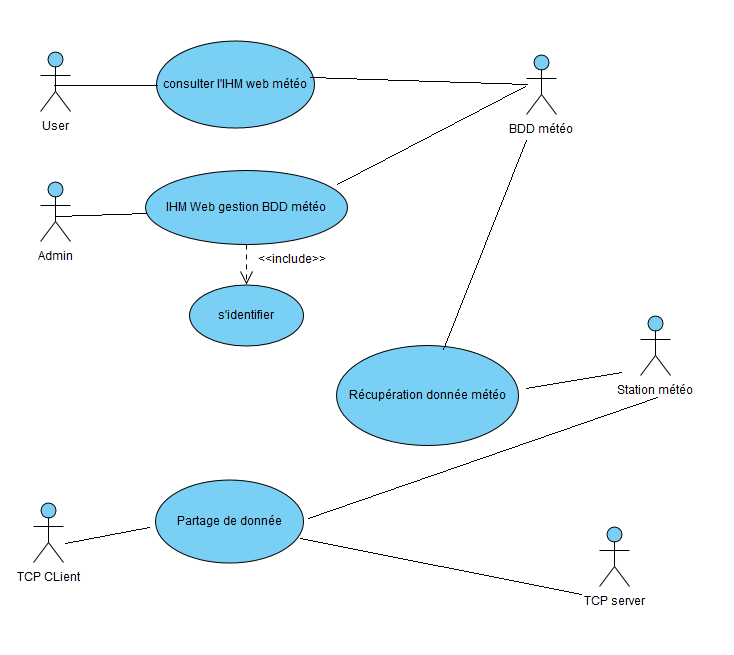 consulter l'IHM web météo
User
BDD météo
IHM Web gestion BDD météo
Admin
<<include>>
s'identifier
Station météo
Récupération donnée météo
Partage de donnée
TCP CLient
TCP server